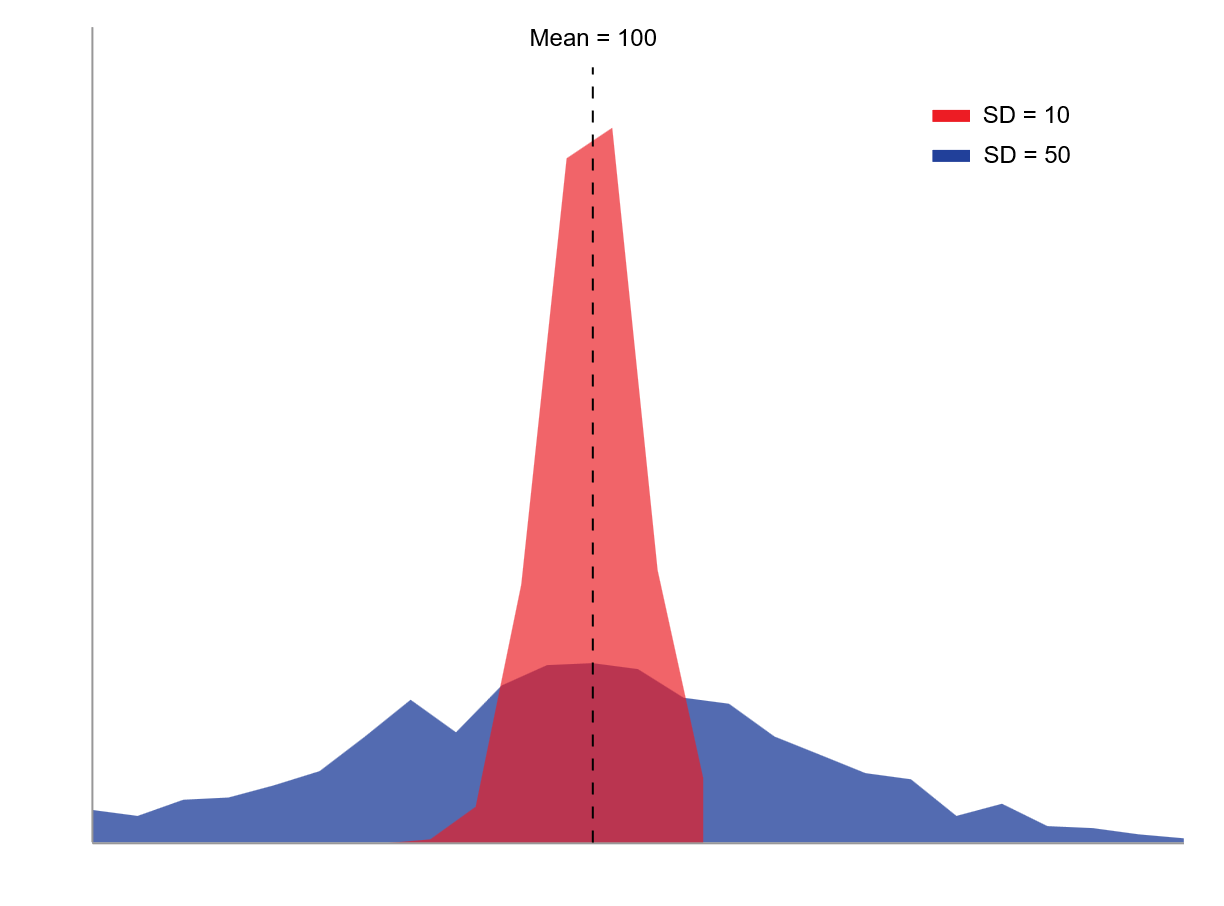 Mean = 100
SD = 10
SD = 50